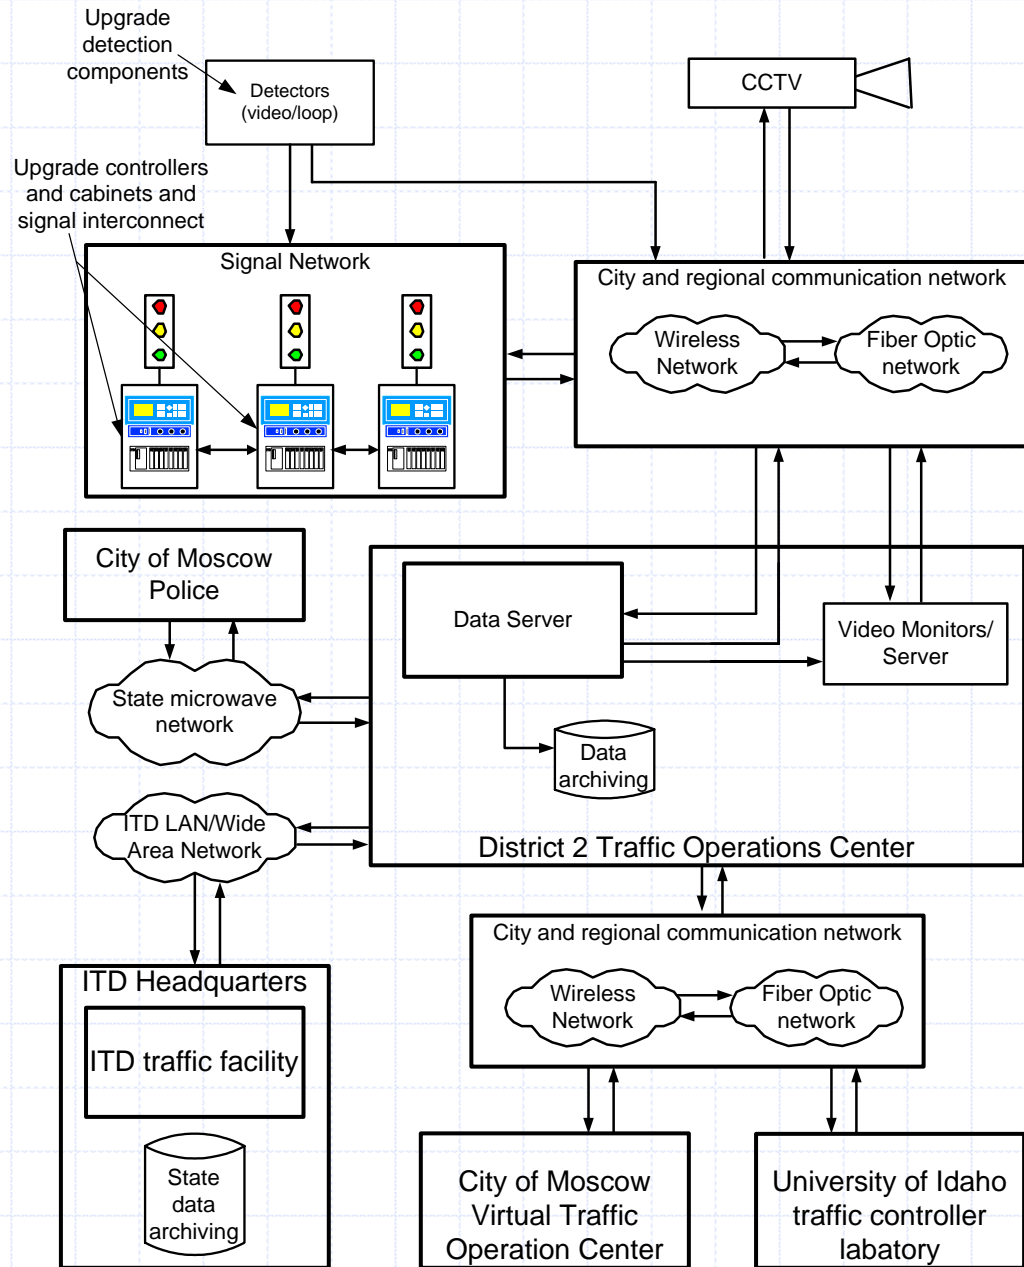 Upgrade
detection
components
Detectors
(video/loop)
CCTV
Upgrade controllers
and cabinets and
signal interconnect
Signal Network
City and regional communication network
Wireless
Network
Fiber Optic
network
City of Moscow
Police
Data Server
Video Monitors/
Server
State microwave
network
Data
archiving
ITD LAN/Wide
Area Network
District 2 Traffic Operations Center
City and regional communication network
Wireless
Network
Fiber Optic
network
ITD Headquarters
ITD traffic facility
State
data
archiving
City of Moscow
Virtual Traffic
Operation Center
University of Idaho
traffic controller
labatory